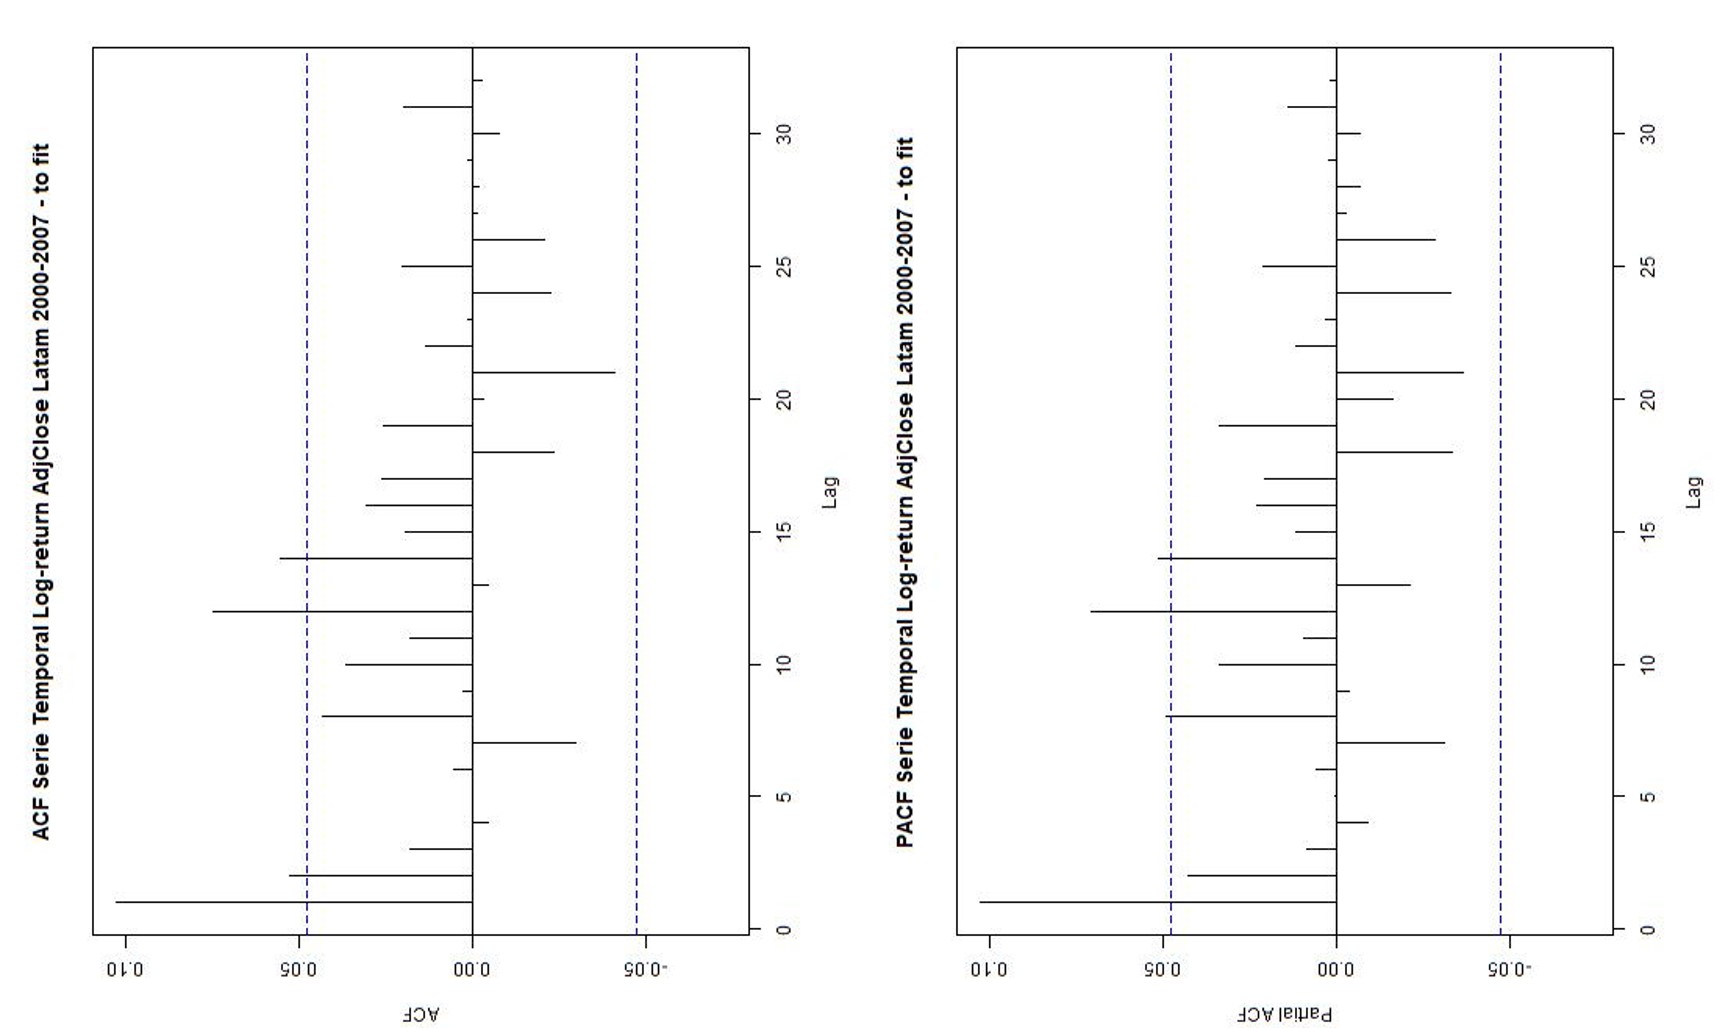 ACF Serie Temporal Log-return AdjClose Latam 2000-2007 - to fit
0.10
0.05
0.00
-0.05
ACF
0 5 10 15 20 25 30
Lag
PACF Serie Temporal Log-return AdjClose Latam 2000-2007 - to fit
0.10
0.05
0.00
-0.05
Partial ACF
0 5 10 15 20 25 30
Lag